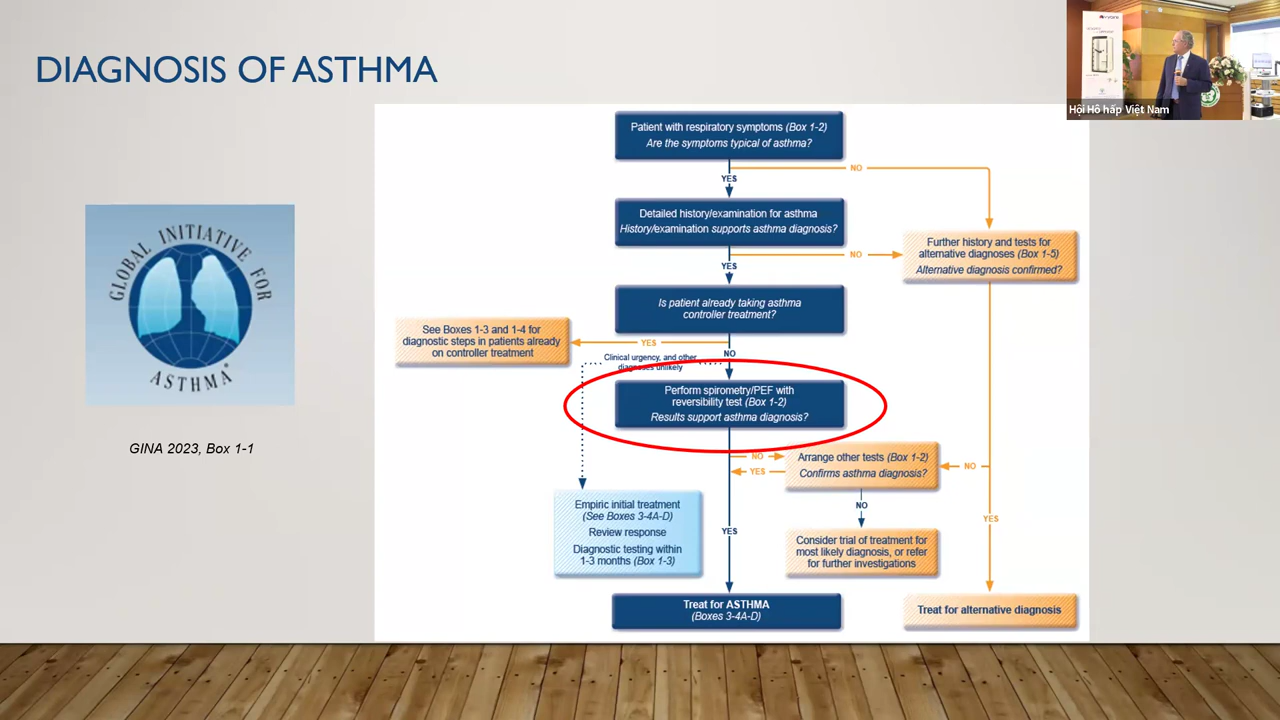 DIAGNOSIS OF ASTHMA
Hội Hô hấp Việt Nam
GLOBAL INITIATIVE FOR
ASTHMA
GINA 2023, Box 1-1
Patient with respiratory symptoms (Box 1-2)
Are the symptoms typical of asthma?
NO
YES
Detailed history/examination for asthma
History/examination supports asthma diagnosis?
NO
YES
Further history and tests for
alternative diagnoses (Box 1-5)
Alternative diagnosis confirmed?
Is patient already taking asthma
controller treatment?
See Boxes 1-3 and 1-4 for
diagnostic steps in patients already
on controller treatment
YES
NO
Clinical urgency, and other
diagnoses unlikely
Perform spirometry/PEF with
reversibility test (Box 1-2)
Results support asthma diagnosis?
NO
YES
Arrange other tests (Box 1-2)
Confirms asthma diagnosis?
NO
NO
YES
YES
Empiric initial treatment
(See Boxes 3-4A-D)
Review response
Diagnostic testing within
1-3 months (Box 1-3)
Consider trial of treatment for
most likely diagnosis, or refer
for further investigations
Treat for ASTHMA
(Boxes 3-4A-D)
Treat for alternative diagnosis